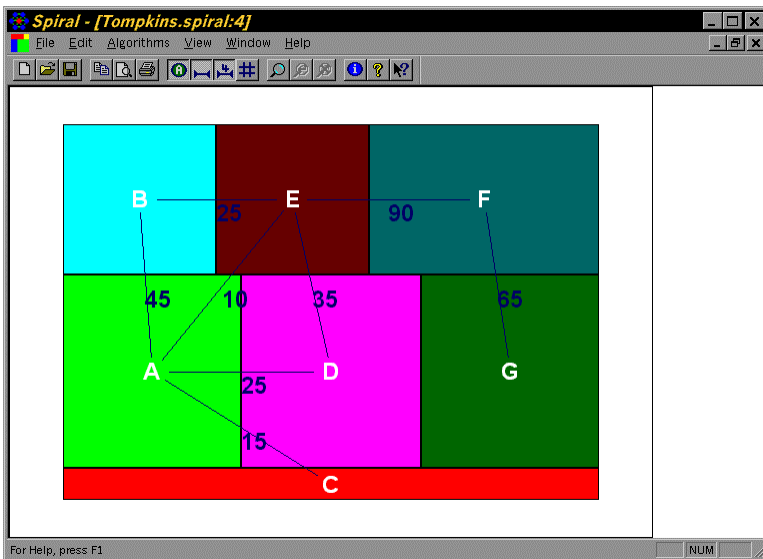 Spiral - [Tompkins.spiral:4]
File Edit Algorithms View Window Help
B E F
25 90
45 10 35 65
A D G
25
15
C
For Help, press F1 NUM